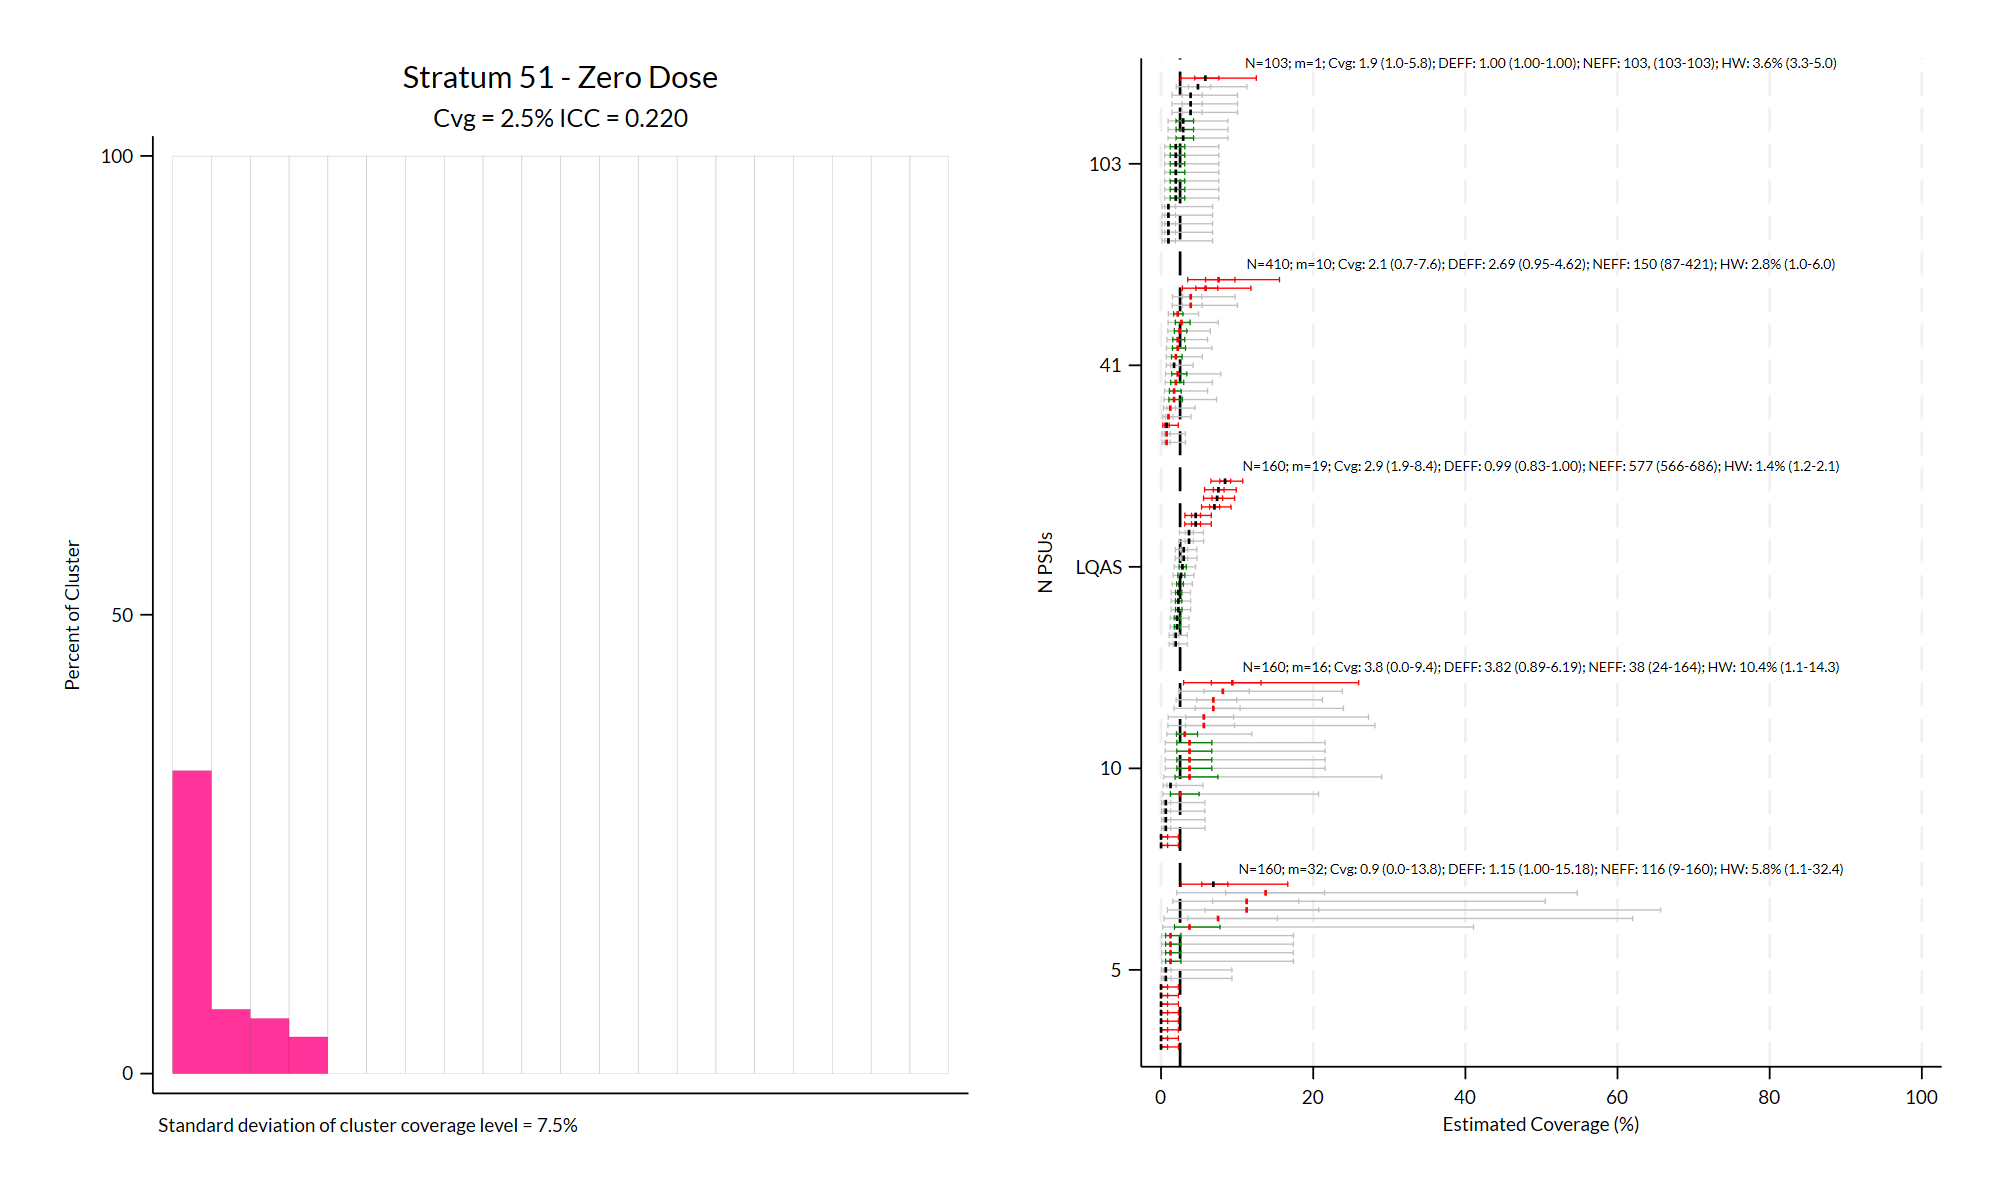 Stratum 51 - Zero Dose
Cvg = 2.5% ICC = 0.220
100
50
0
Percent of Cluster
Standard deviation of cluster coverage level = 7.5%
N=103; m=1; Cvg: 1.9 (1.0-5.8); DEFF: 1.00 (1.00-1.00); NEFF: 103, (103-103); HW: 3.6% (3.3-5.0)
103
N=410; m=10; Cvg: 2.1 (0.7-7.6); DEFF: 2.69 (0.95-4.62); NEFF: 150 (87-421); HW: 2.8% (1.0-6.0)
41
N=160; m=19; Cvg: 2.9 (1.9-8.4); DEFF: 0.99 (0.83-1.00); NEFF: 577 (566-686); HW: 1.4% (1.2-2.1)
N PSUs
LQAS
N=160; m=16; Cvg: 3.8 (0.0-9.4); DEFF: 3.82 (0.89-6.19); NEFF: 38 (24-164); HW: 10.4% (1.1-14.3)
10
N=160; m=32; Cvg: 0.9 (0.0-13.8); DEFF: 1.15 (1.00-15.18); NEFF: 116 (9-160); HW: 5.8% (1.1-32.4)
5
0 20 40 60 80 100
Estimated Coverage (%)